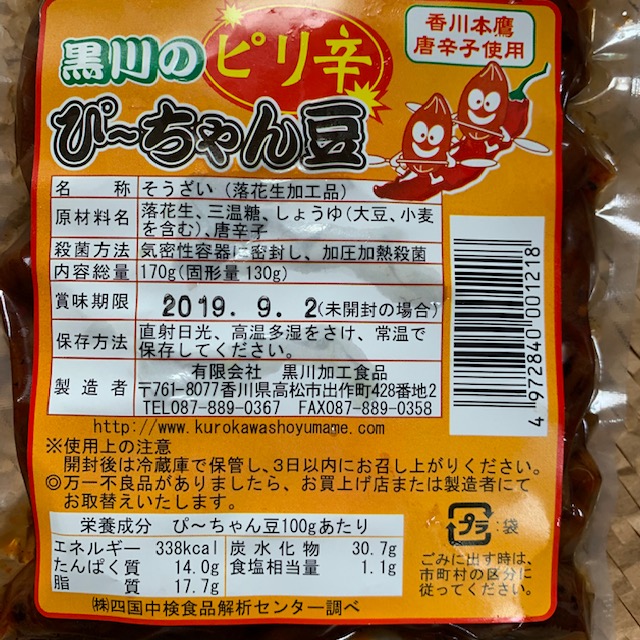 香川本鷹
唐辛子使用
黒川のピリ辛
ぴ〜ちゃん豆
名 称 そうざい（落花生加工品）
原材料名 落花生、三温糖、しょうゆ（大豆、小麦
を含む）、唐辛子
殺菌方法 気密性容器に密封し、加圧加熱殺菌
内容総量 170g（固形量130g）
賞味期限 2019. 9. 2（未開封の場合）
保存方法 直射日光、高温多湿をさけ、常温で
保存してください。
製造者 有限会社 黒川加工食品
〒761-8077香川県高松市出作町428番地2
TEL087-889-0367 FAX087-889-0358
http://www.kurokawashoyumame.com
※使用上の注意
開封後は冷蔵庫で保管し、3日以内にお召し上がりください。
◎万一不良品がありましたら、お買上げ店または製造者にて
お取替えいたします。
栄養成分 ぴ〜ちゃん豆100gあたり
エネルギー 338kcal 炭水化物 30.7g
たんぱく質 14.0g 食塩相当量 1.1g
脂質 17.7g
㈱四国中検食品解析センター調べ
プラ:袋
ごみに出す時は、
市町村の区分に
従ってください。
4 972840 001218